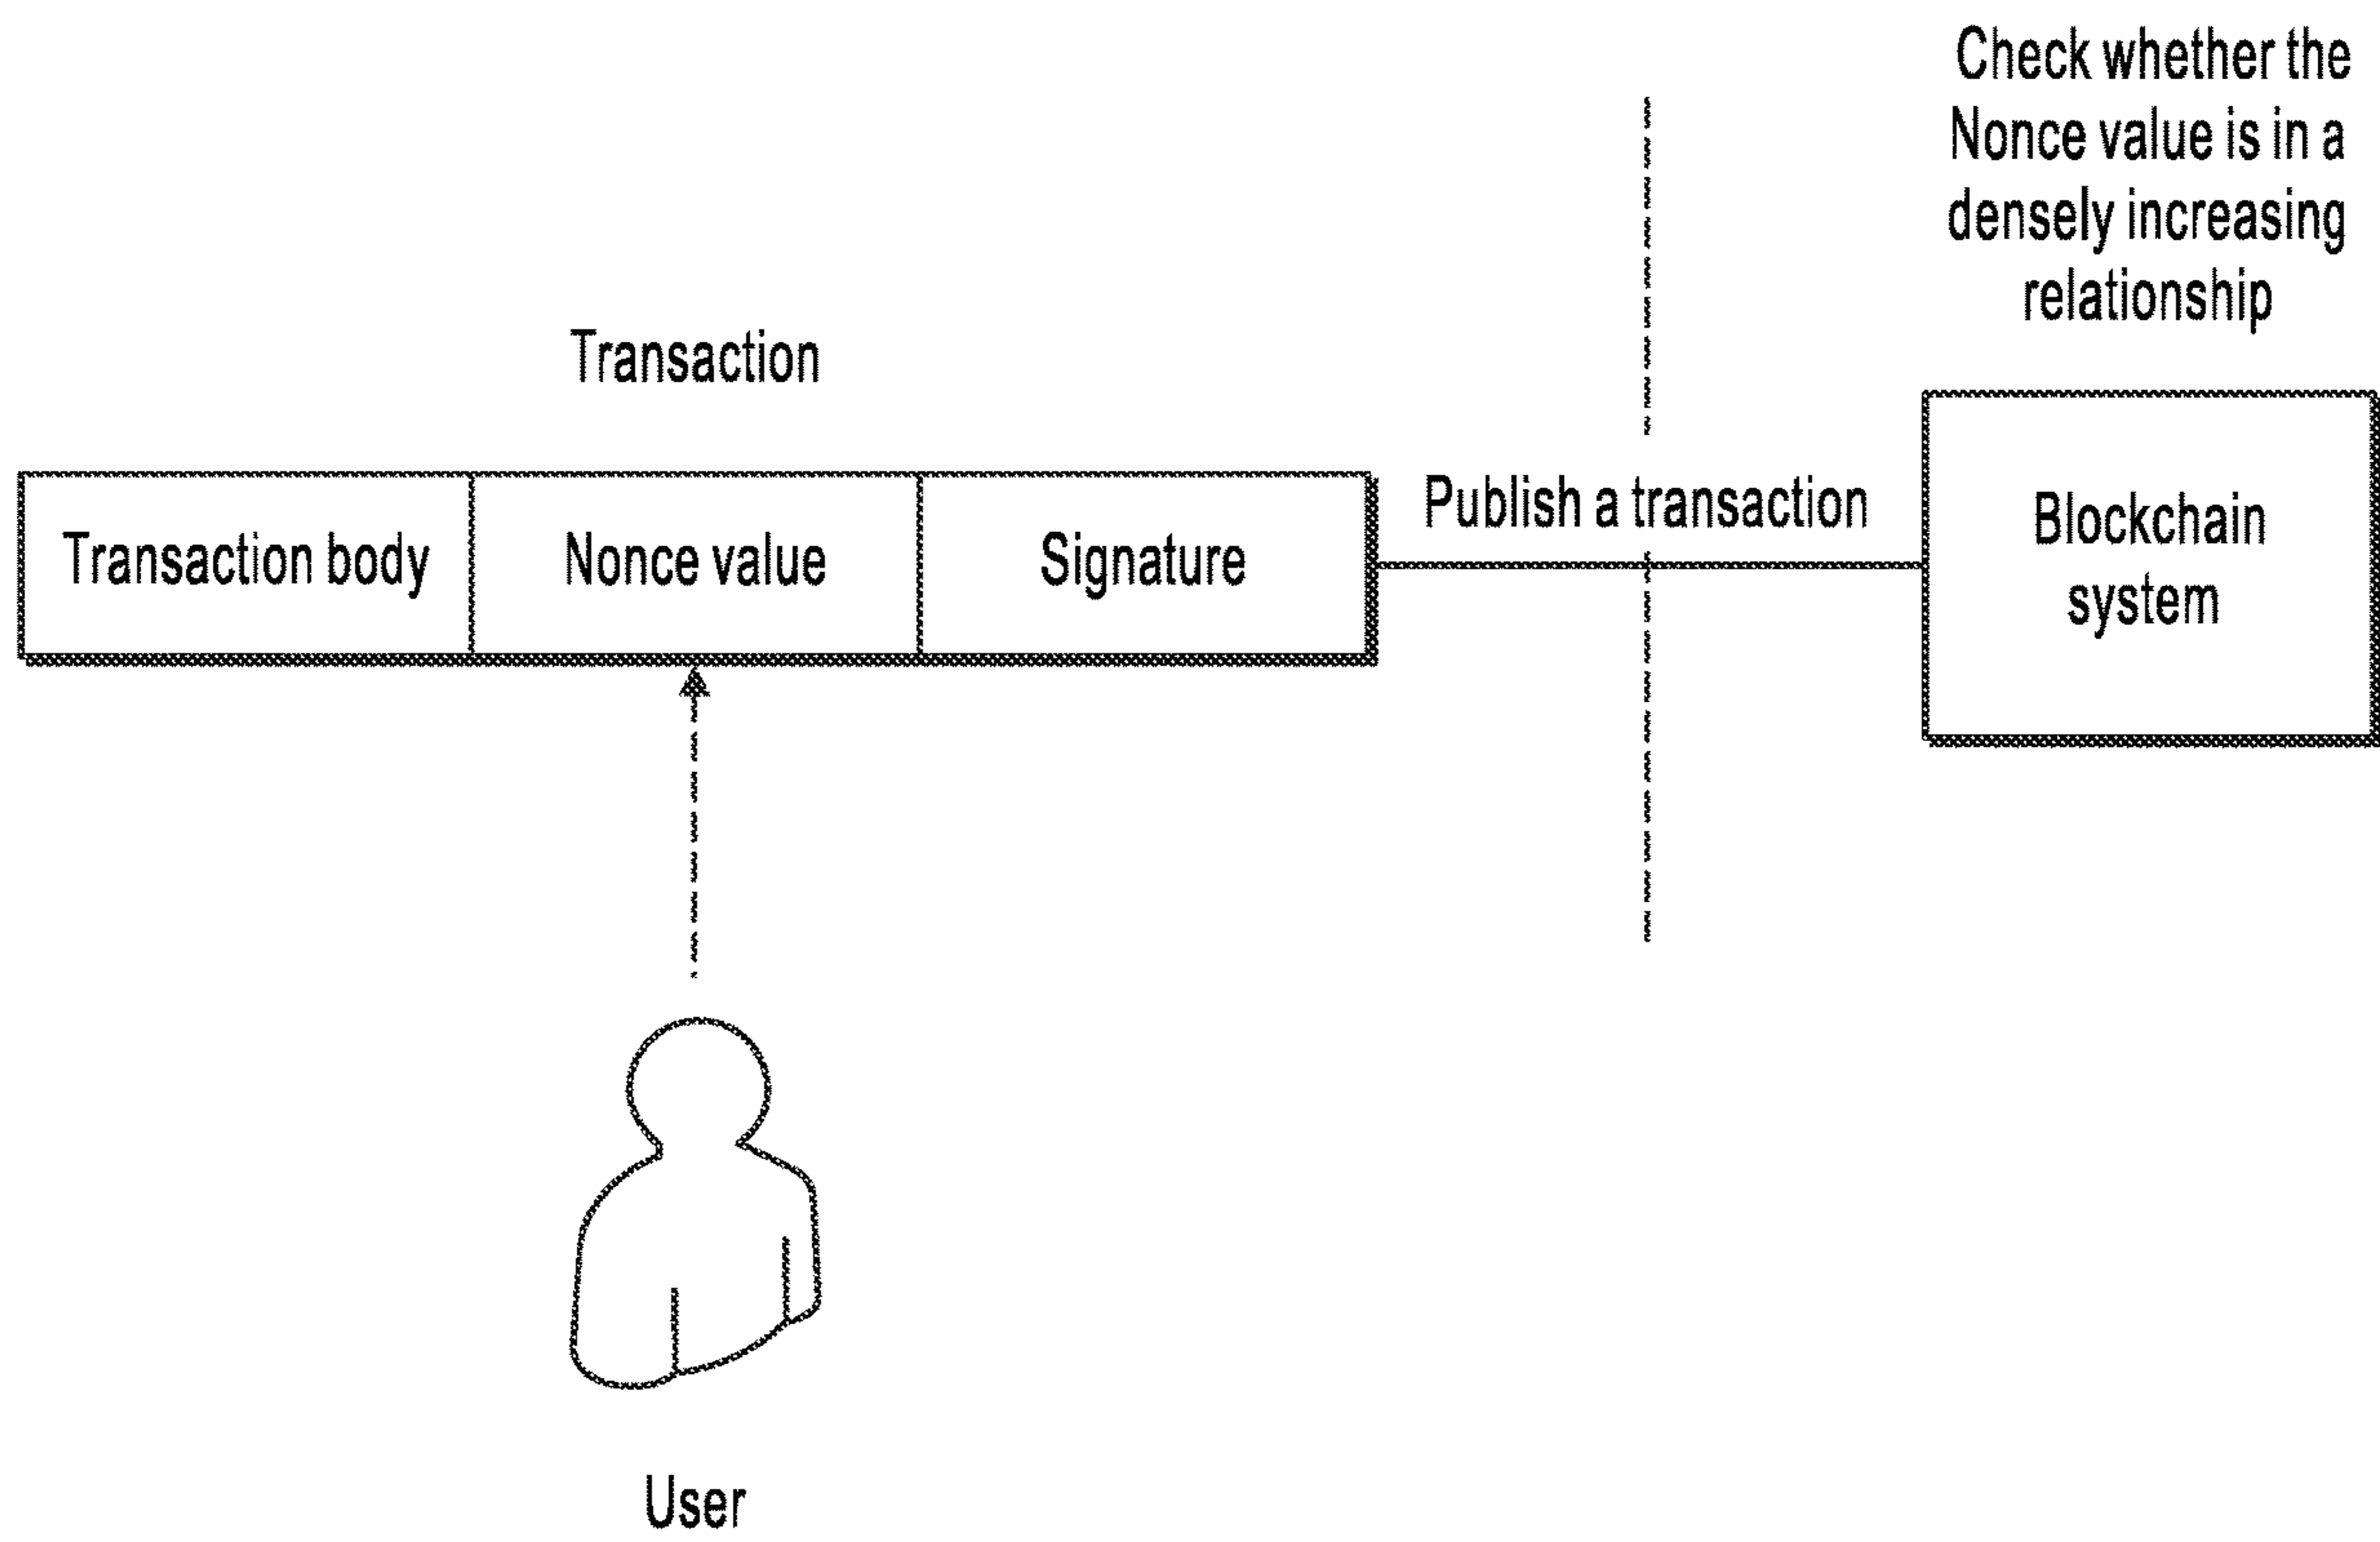 Check whether the
Nonce value is in a
densely increasing
relationship
Transaction
Transaction body
Nonce value
Signature
Publish a transaction
Blockchain
system
User